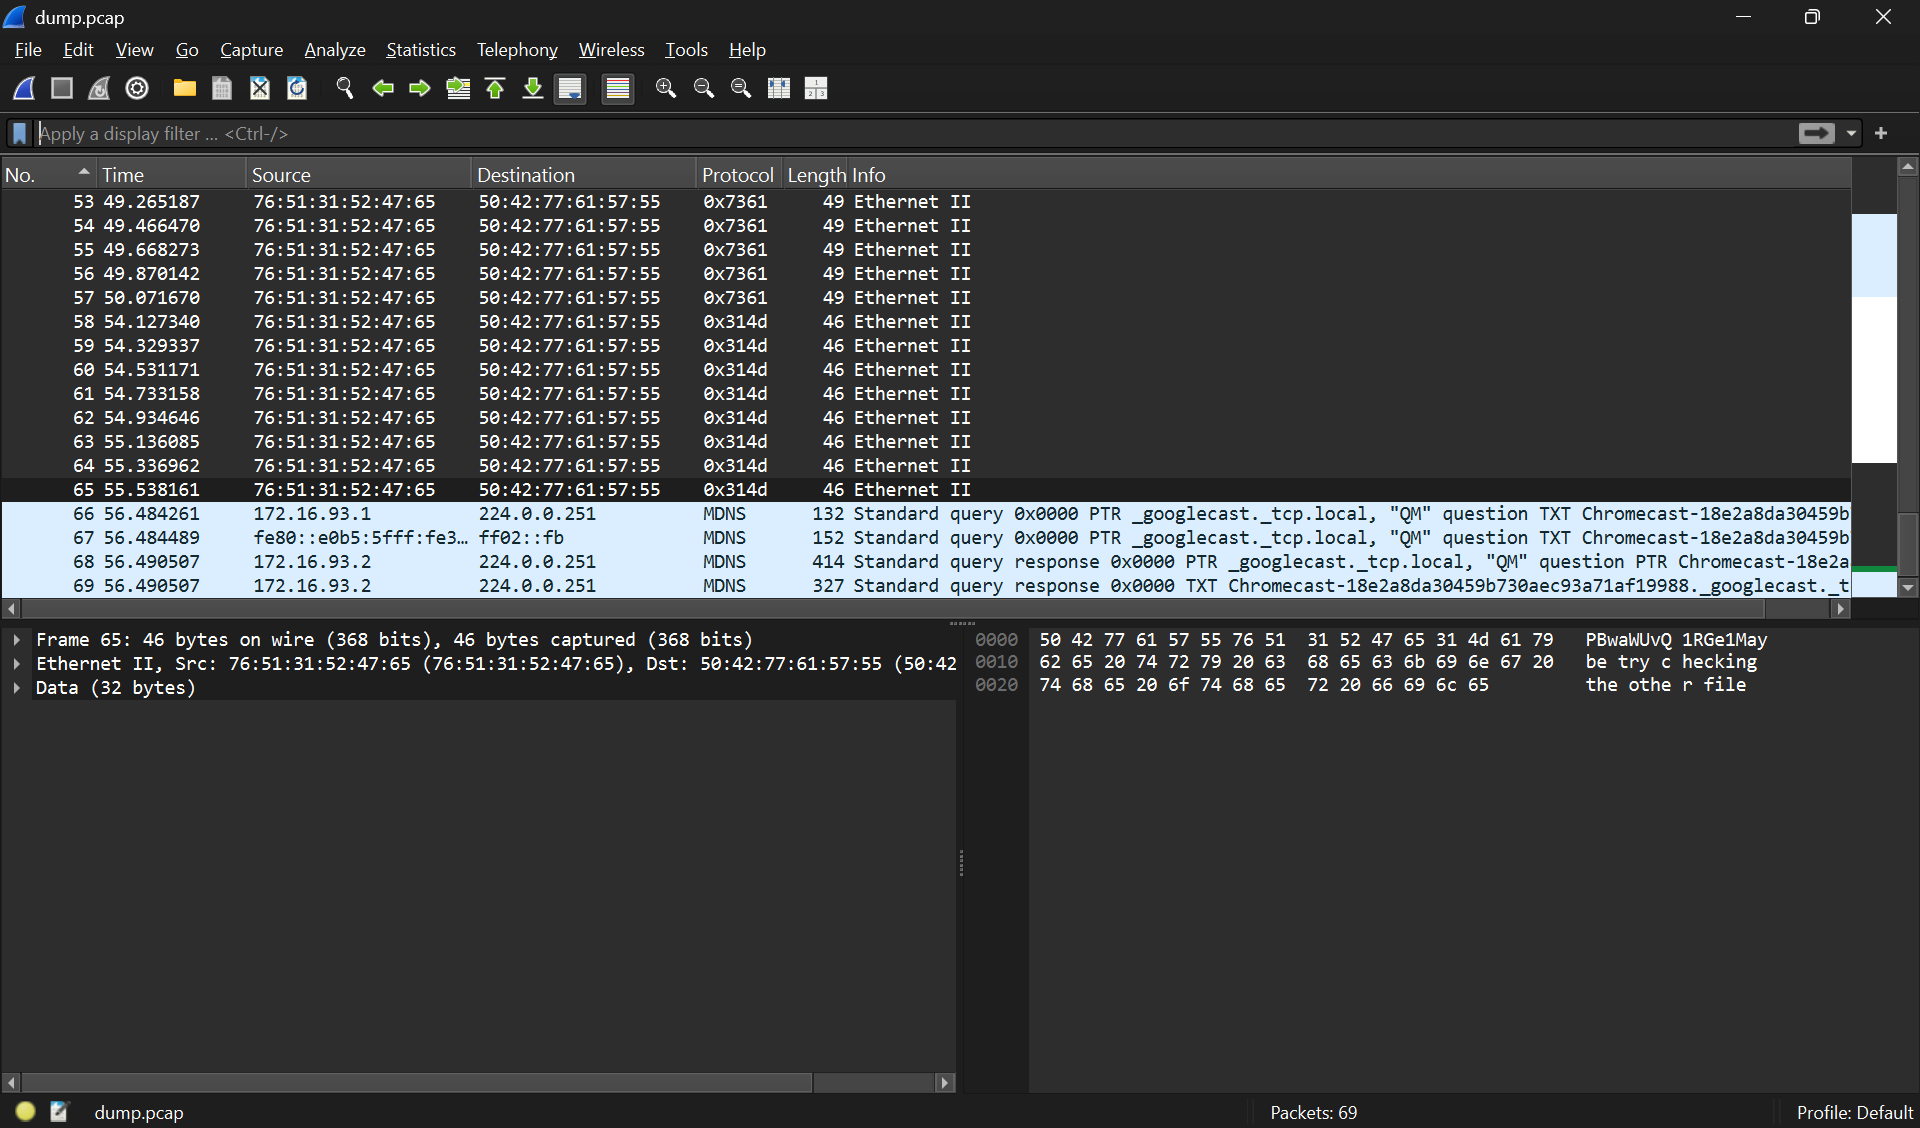 dump.pcap
File Edit View Go Capture Analyze Statistics Telephony Wireless Tools Help
Apply a display filter ... <Ctrl-/>
No. Time Source Destination Protocol Length Info
53 49.265187 76:51:31:52:47:65 50:42:77:61:57:55 0x7361 49 Ethernet II
54 49.466470 76:51:31:52:47:65 50:42:77:61:57:55 0x7361 49 Ethernet II
55 49.668273 76:51:31:52:47:65 50:42:77:61:57:55 0x7361 49 Ethernet II
56 49.870142 76:51:31:52:47:65 50:42:77:61:57:55 0x7361 49 Ethernet II
57 50.071670 76:51:31:52:47:65 50:42:77:61:57:55 0x7361 49 Ethernet II
58 54.127340 76:51:31:52:47:65 50:42:77:61:57:55 0x314d 46 Ethernet II
59 54.329337 76:51:31:52:47:65 50:42:77:61:57:55 0x314d 46 Ethernet II
60 54.531171 76:51:31:52:47:65 50:42:77:61:57:55 0x314d 46 Ethernet II
61 54.733158 76:51:31:52:47:65 50:42:77:61:57:55 0x314d 46 Ethernet II
62 54.934646 76:51:31:52:47:65 50:42:77:61:57:55 0x314d 46 Ethernet II
63 55.136085 76:51:31:52:47:65 50:42:77:61:57:55 0x314d 46 Ethernet II
64 55.336962 76:51:31:52:47:65 50:42:77:61:57:55 0x314d 46 Ethernet II
65 55.538161 76:51:31:52:47:65 50:42:77:61:57:55 0x314d 46 Ethernet II
66 56.484261 172.16.93.1 224.0.0.251 MDNS 132 Standard query 0x0000 PTR _googlecast._tcp.local, "QM" question TXT Chromecast-18e2a8da30459b
67 56.484489 fe80::e0b5:5fff:fe3… ff02::fb MDNS 152 Standard query 0x0000 PTR _googlecast._tcp.local, "QM" question TXT Chromecast-18e2a8da30459b
68 56.490507 172.16.93.2 224.0.0.251 MDNS 414 Standard query response 0x0000 PTR _googlecast._tcp.local, "QM" question PTR Chromecast-18e2a
69 56.490507 172.16.93.2 224.0.0.251 MDNS 327 Standard query response 0x0000 TXT Chromecast-18e2a8da30459b730aec93a71af19988._googlecast._t
Frame 65: 46 bytes on wire (368 bits), 46 bytes captured (368 bits)
Ethernet II, Src: 76:51:31:52:47:65 (76:51:31:52:47:65), Dst: 50:42:77:61:57:55 (50:42
Data (32 bytes)
0000 50 42 77 61 57 55 76 51 31 52 47 65 31 4d 61 79 PBwaWUvQ 1RGe1May
0010 62 65 20 74 72 79 20 63 68 65 63 6b 69 6e 67 20 be try c hecking
0020 74 68 65 20 6f 74 68 65 72 20 66 69 6c 65 the othe r file
dump.pcap Packets: 69 Profile: Default